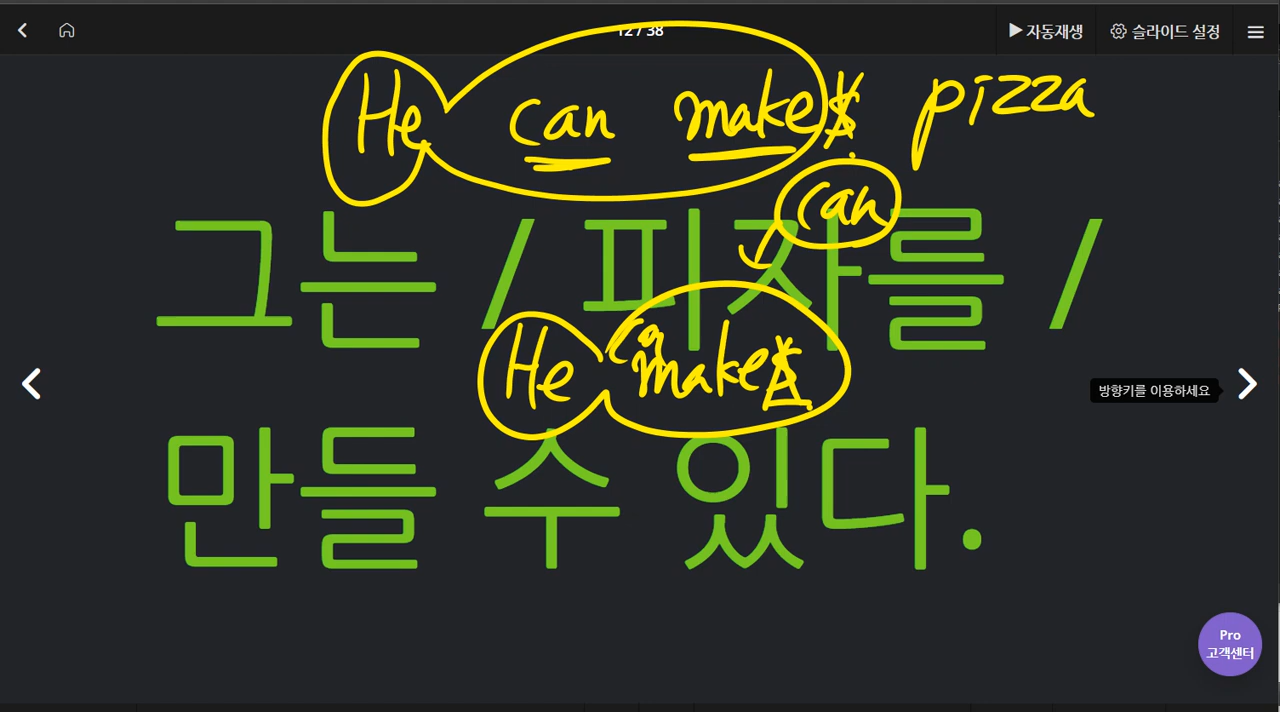 12 / 38
▶ 자동재생
슬라이드 설정
He can makes pizza
can
그는 / 피자를 /
He makes
방향키를 이용하세요
만들 수 있다.
Pro
고객센터